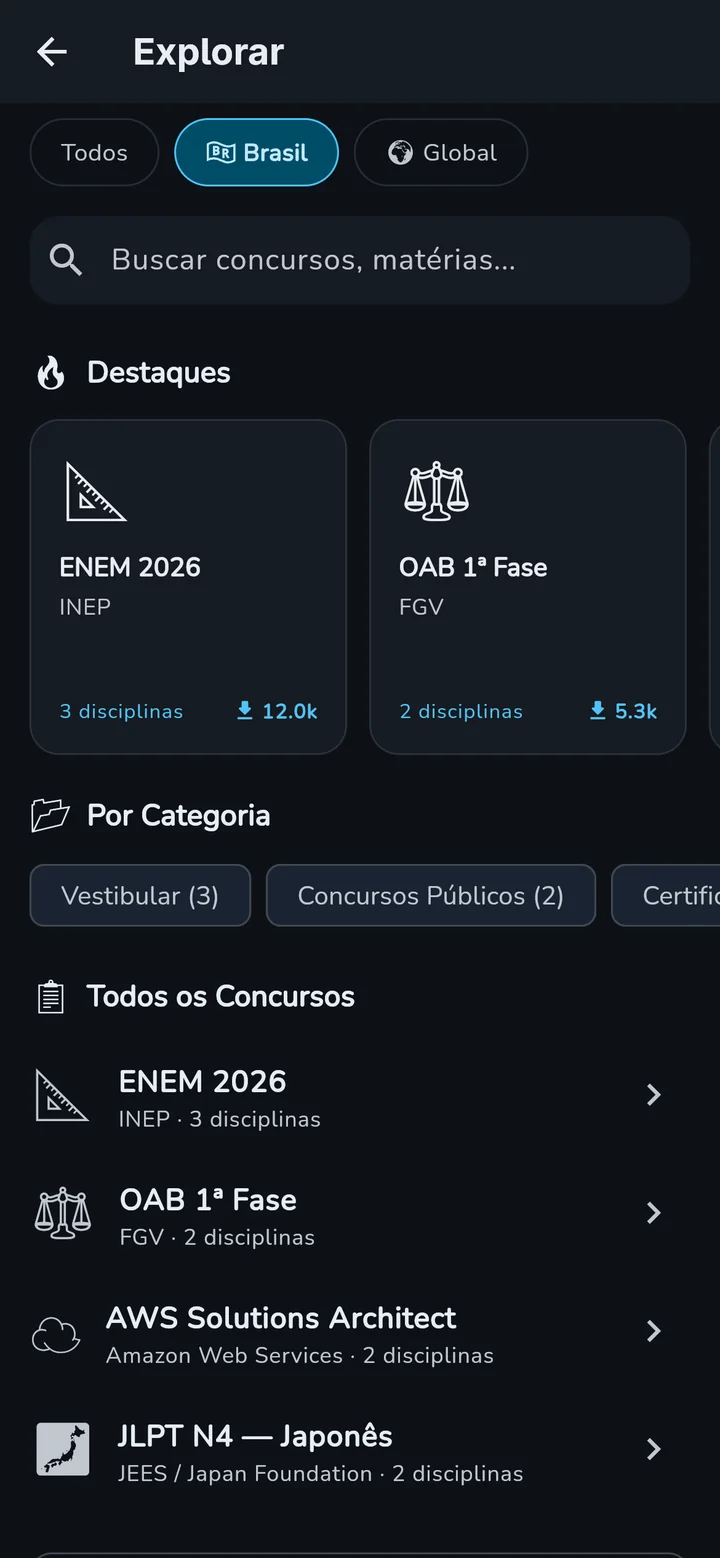 Explorar
Todos
BR Brasil
Global
Buscar concursos, matérias...
Destaques
ENEM 2026
INEP
3 disciplinas
12.0k
OAB 1ª Fase
FGV
2 disciplinas
5.3k
Por Categoria
Vestibular (3)
Concursos Públicos (2)
Todos os Concursos
ENEM 2026
INEP · 3 disciplinas
OAB 1ª Fase
FGV · 2 disciplinas
AWS Solutions Architect
Amazon Web Services · 2 disciplinas
JLPT N4 — Japonês
JEES / Japan Foundation · 2 disciplinas